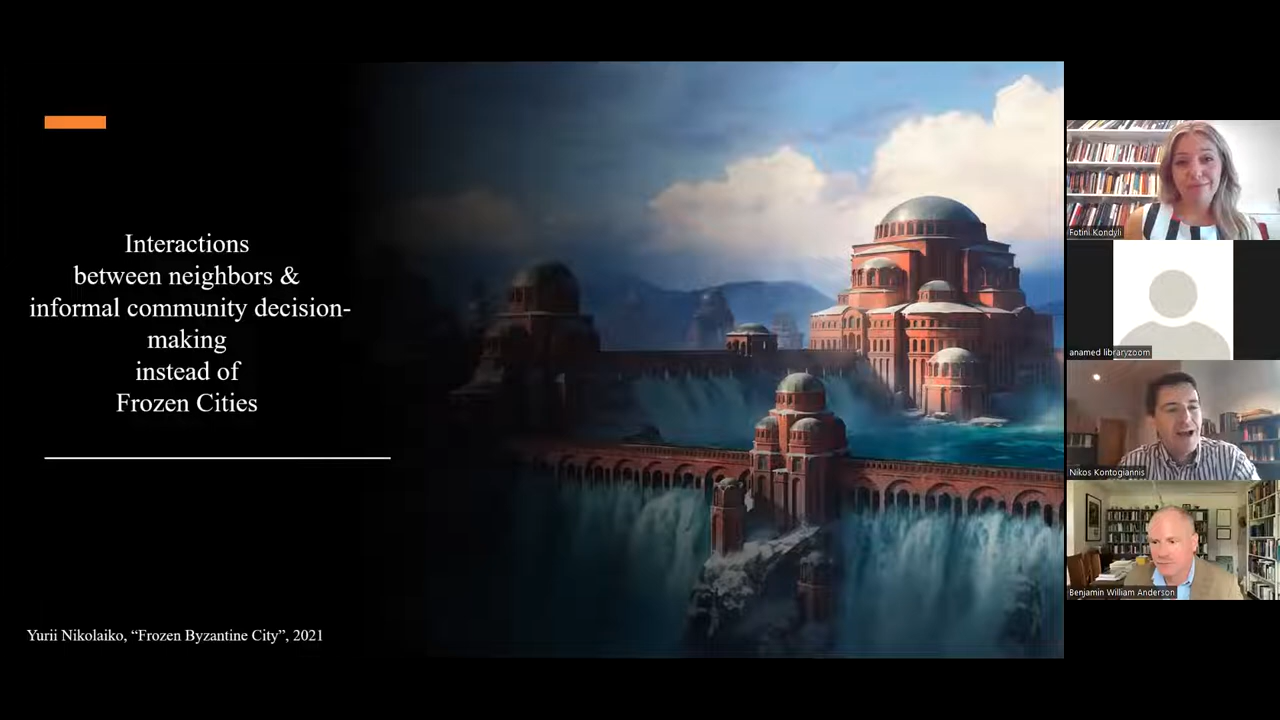 Interactions
between neighbors &
informal community decision-
making
instead of
Frozen Cities
Yurii Nikolaiko, “Frozen Byzantine City”, 2021
Fotini Kondyli
anamed libraryzoom
Nikos Kontogiannis
Benjamin William Anderson